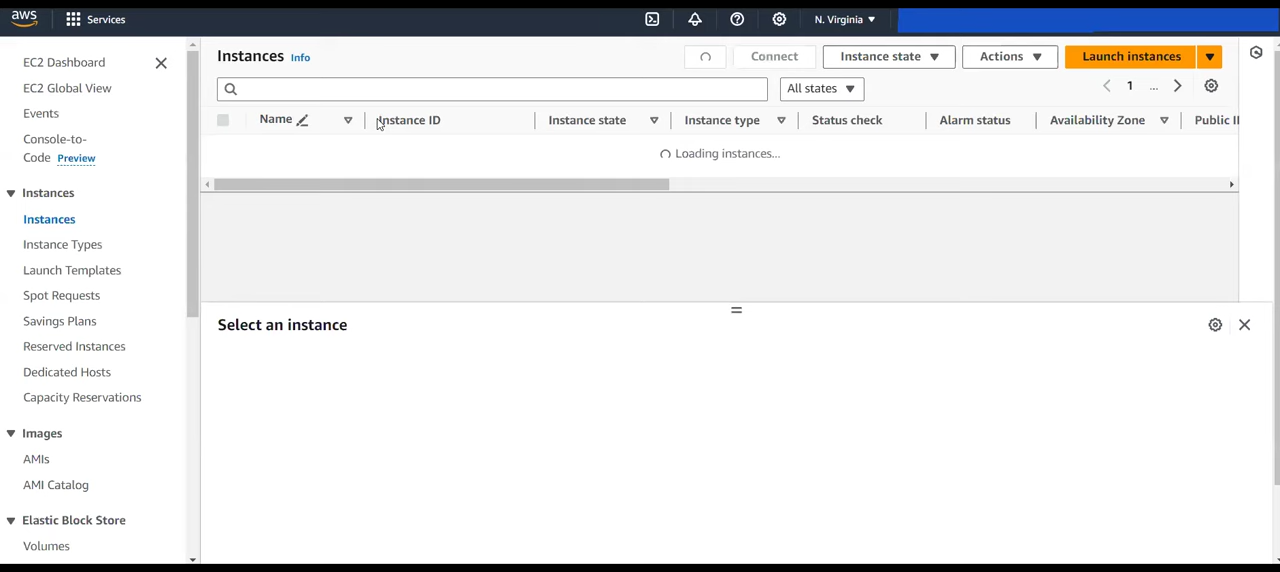 aws
Services
N. Virginia
EC2 Dashboard
EC2 Global View
Events
Console-to-
Code Preview
Instances
Instances
Instance Types
Launch Templates
Spot Requests
Savings Plans
Reserved Instances
Dedicated Hosts
Capacity Reservations
Images
AMIs
AMI Catalog
Elastic Block Store
Volumes
Instances Info
Connect
Instance state
Actions
Launch instances
All states
1 ...
Name Instance ID Instance state Instance type Status check Alarm status Availability Zone Public I
Loading instances...
Select an instance